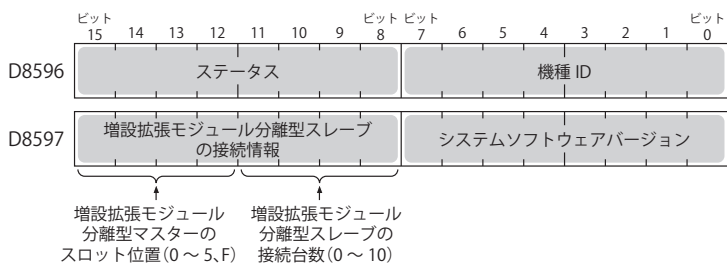 ビット ビット ビット ビット
15 14 13 12 11 10 9 8 7 6 5 4 3 2 1 0
D8596 ステータス 機種 ID
D8597 増設拡張モジュール分離型スレーブ
の接続情報 システムソフトウェアバージョン
増設拡張モジュール
分離型マスターの
スロット位置(0 ～ 5、F)
増設拡張モジュール
分離型スレーブの
接続台数(0 ～ 10)